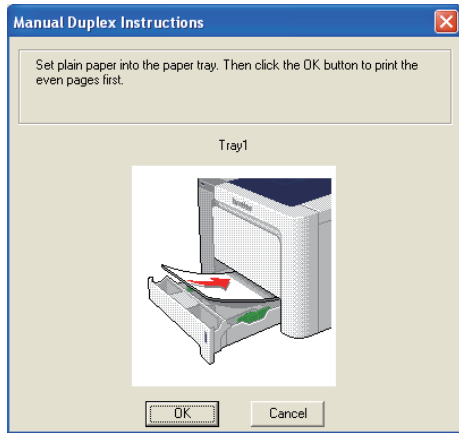 Manual Duplex Instructions
Set plain paper into the paper tray. Then click the OK button to print the
even pages first.
Tray1
OK
Cancel